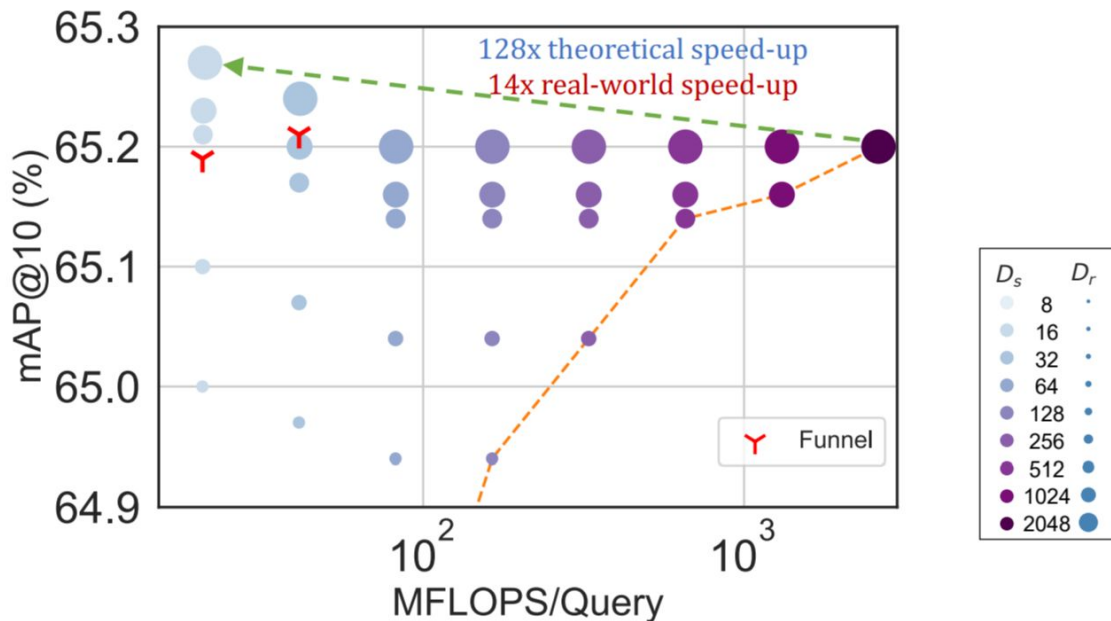 65.3
128x theoretical speed-up
14x real-world speed-up
65.2
65.1
65.0
64.9
mAP@10 (%)
Funnel
10²
10³
MFLOPS/Query
Dₛ Dᵣ
8
16
32
64
128
256
512
1024
2048